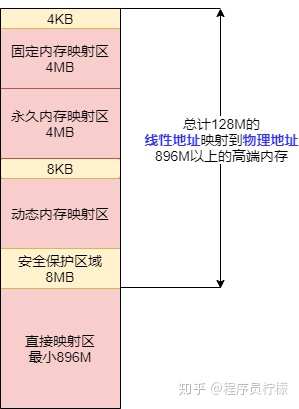 4KB
固定内存映射区
4MB
永久内存映射区
4MB
8KB
动态内存映射区
安全保护区域
8MB
直接映射区
最小896M
总计128M的
线性地址映射到物理地址
896M以上的高端内存
知乎 @程序员柠檬